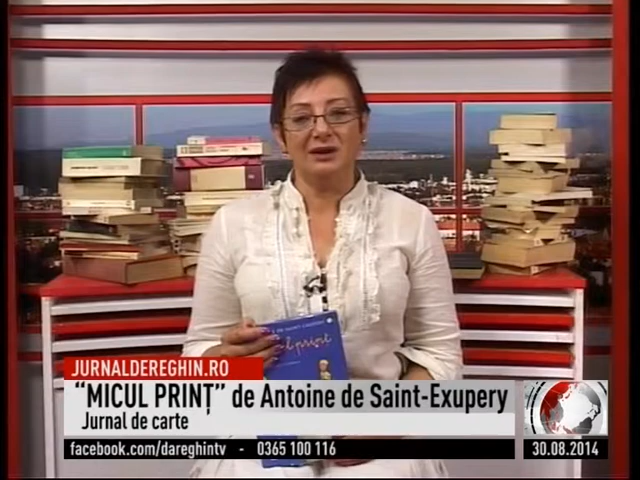 l prinț
JURNALDEREGHIN.RO
“MICUL PRINȚ” de Antoine de Saint-Exupery
Jurnal de carte
facebook.com/dareghintv - 0365 100 116
30.08.2014